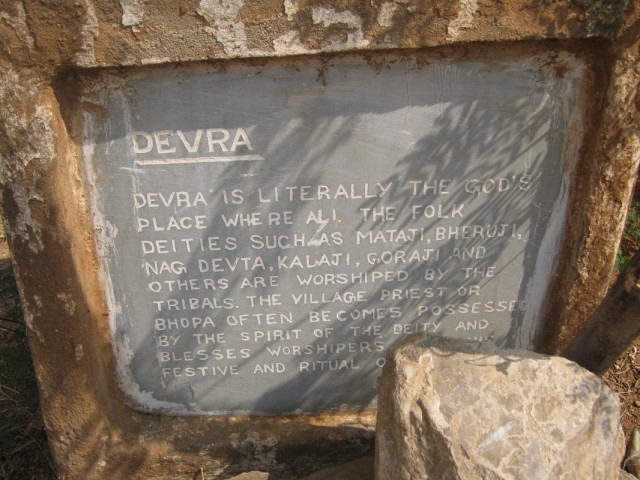 DEVRA
DEVRA IS LITERALLY THE GOD'S
PLACE WHERE ALL THE FOLK
DEITIES SUCH AS MATAJI, BHERUJI,
NAG DEVTA, KALAJI, GORAJI AND
OTHERS ARE WORSHIPED BY THE
TRIBALS. THE VILLAGE PRIEST OR
BHOPA OFTEN BECOMES POSSESSED
BY THE SPIRIT OF THE DEITY AND
BLESSES WORSHIPERS
FESTIVE AND RITUAL